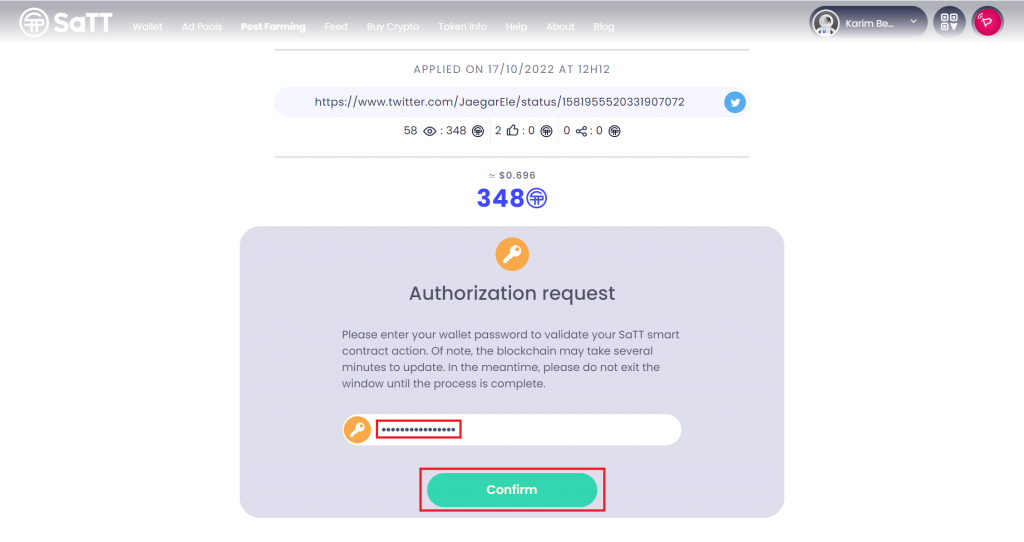 SaTT Wallet Ad Pools Post Farming Feed Buy Crypto Token Info Help About Blog Karim Be...
APPLIED ON 17/10/2022 AT 12H12
https://www.twitter.com/JaegarEle/status/1581955520331907072
58 : 348 2 : 0 0 : 0
≃ $0.696
348
Authorization request
Please enter your wallet password to validate your SaTT smart
contract action. Of note, the blockchain may take several
minutes to update. In the meantime, please do not exit the
window until the process is complete.
••••••••••••••••
Confirm